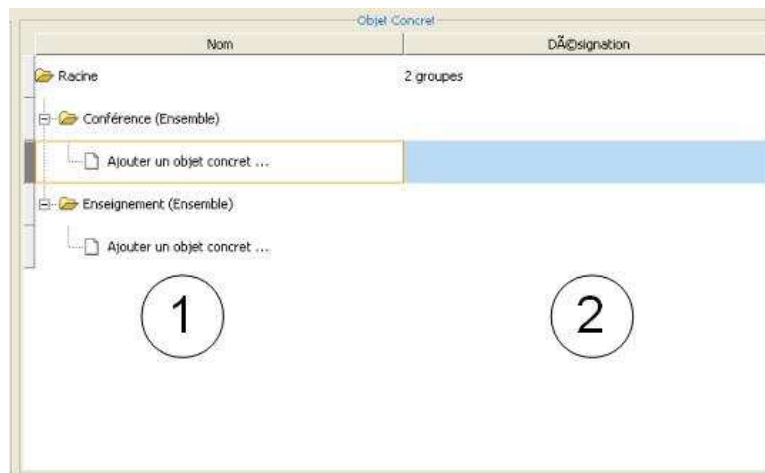 Objet Concret
Nom DÃ©signation
Racine 2 groupes
Conférence (Ensemble)
Ajouter un objet concret ...
Enseignement (Ensemble)
Ajouter un objet concret ...
1 2